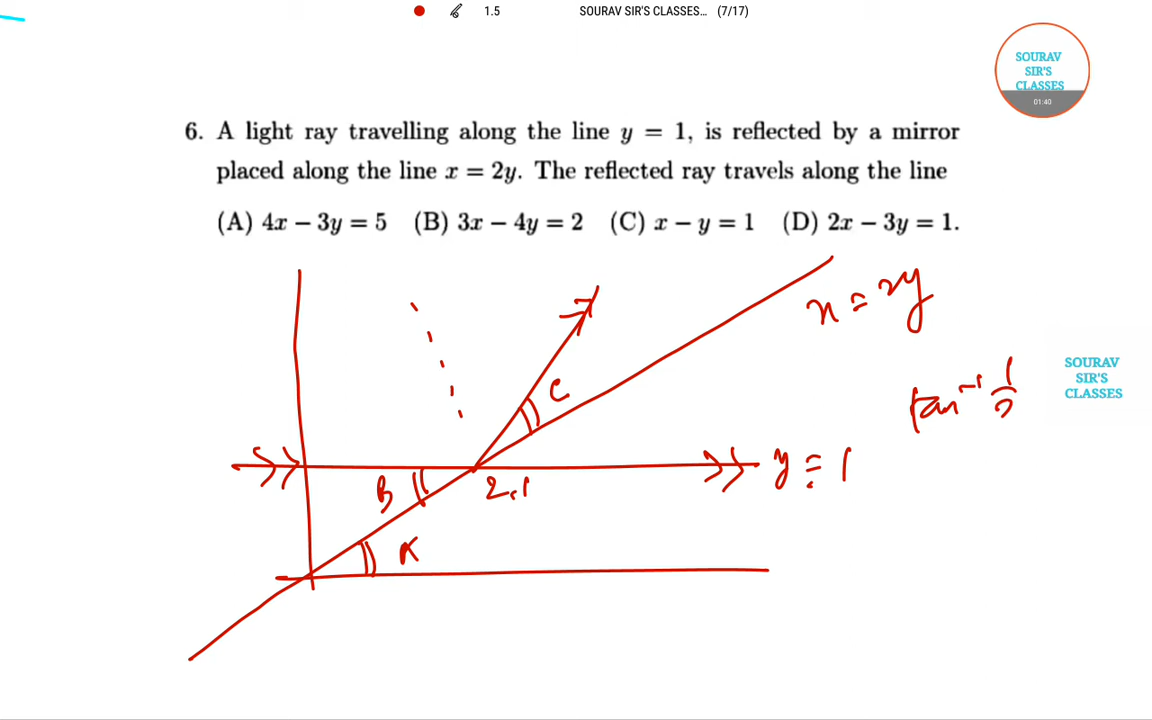 1.5 SOURAV SIR'S CLASSES... (7/17)
SOURAV
SIR'S
CLASSES
01:40
6. A light ray travelling along the line y = 1, is reflected by a mirror
placed along the line x = 2y. The reflected ray travels along the line
(A) 4x − 3y = 5 (B) 3x − 4y = 2 (C) x − y = 1 (D) 2x − 3y = 1.
x = 2y
SOURAV
SIR'S
CLASSES
tan⁻¹ 1/2
C
y = 1
B
2,1
α